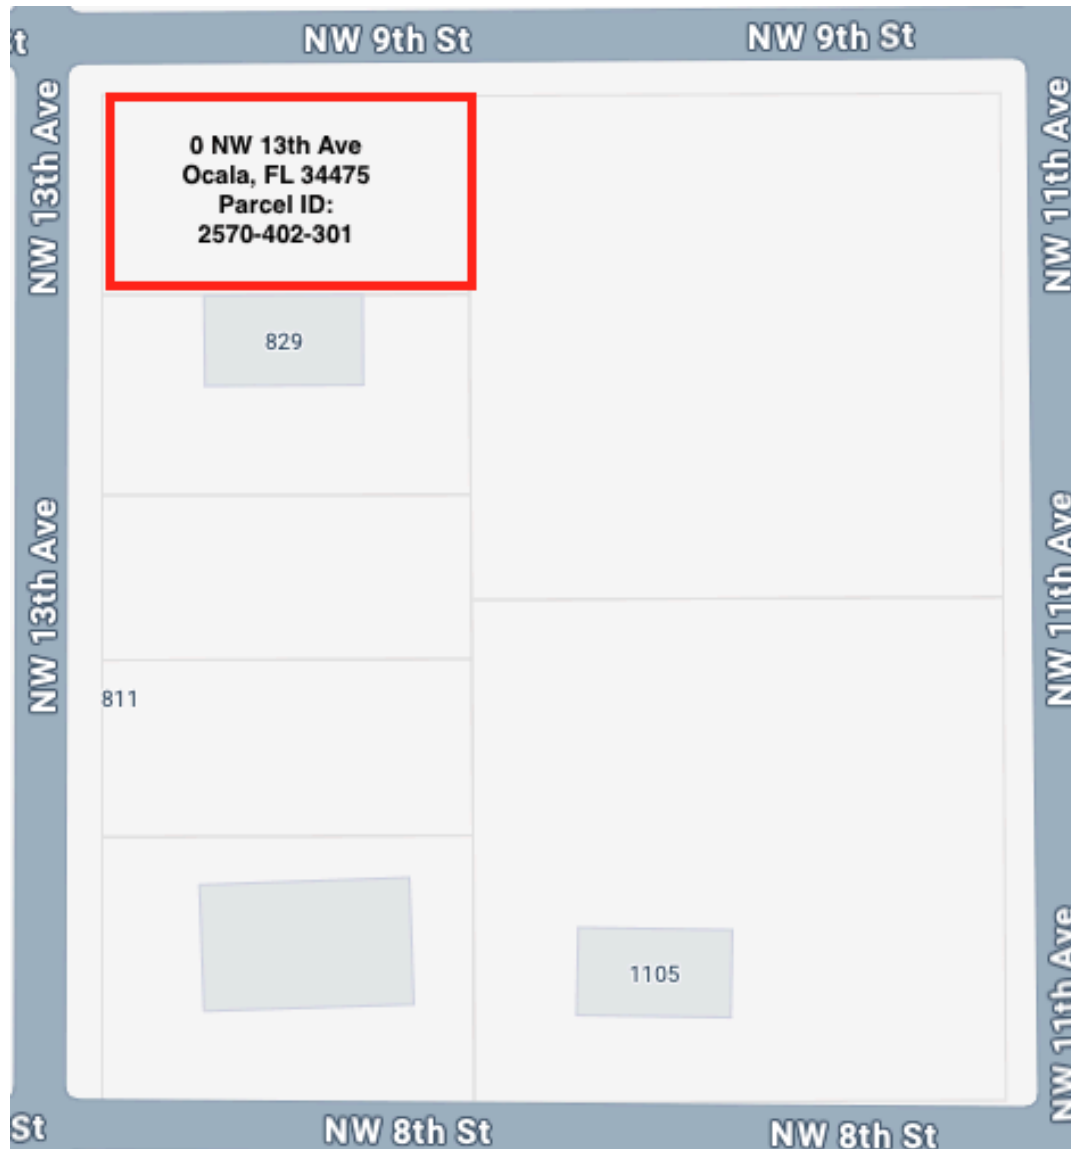 t
NW 9th St
NW 9th St
NW 13th Ave
NW 11th Ave
0 NW 13th Ave
Ocala, FL 34475
Parcel ID:
2570-402-301
829
NW 13th Ave
NW 11th Ave
811
1105
NW 11th Ave
St
NW 8th St
NW 8th St